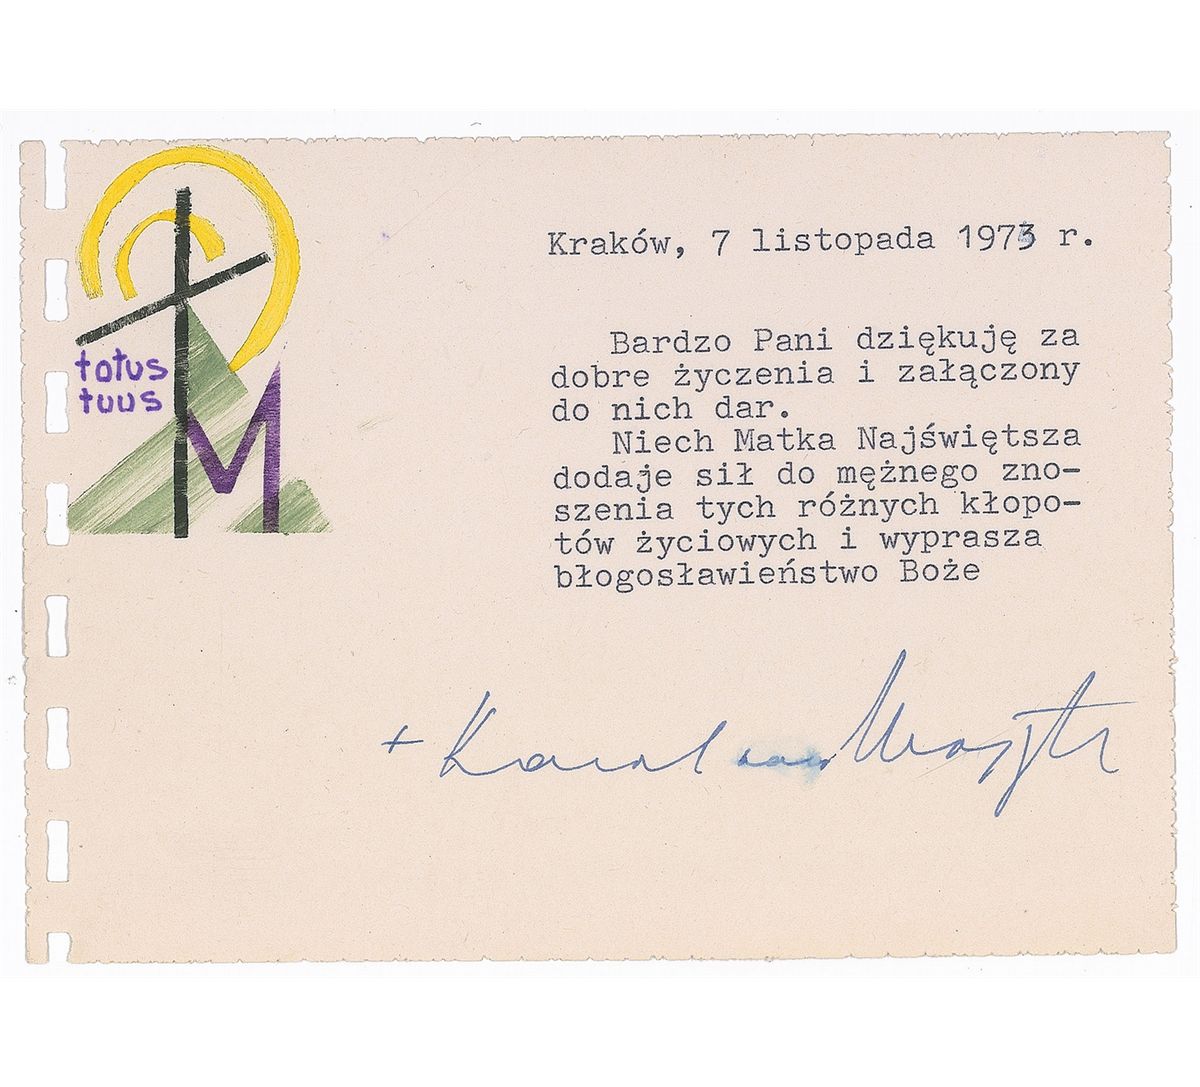 totus
tuus
M
Kraków, 7 listopada 1973 r.
Bardzo Pani dziękuję za
dobre życzenia i załączony
do nich dar.
Niech Matka Najświętsza
dodaje sił do mężnego zno-
szenia tych różnych kłopo-
tów życiowych i wyprasza
błogosławieństwo Boże
+ Karol